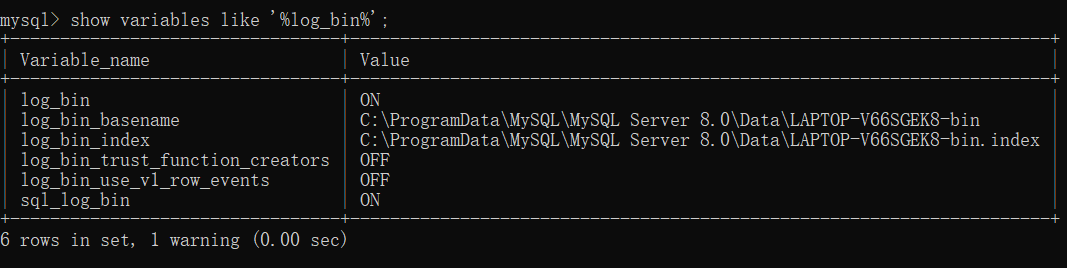 mysql> show variables like '%log_bin%';
Variable_name | Value
log_bin | ON
log_bin_basename | C:\ProgramData\MySQL\MySQL Server 8.0\Data\LAPTOP-V66SGEK8-bin
log_bin_index | C:\ProgramData\MySQL\MySQL Server 8.0\Data\LAPTOP-V66SGEK8-bin.index
log_bin_trust_function_creators | OFF
log_bin_use_v1_row_events | OFF
sql_log_bin | ON
6 rows in set, 1 warning (0.00 sec)